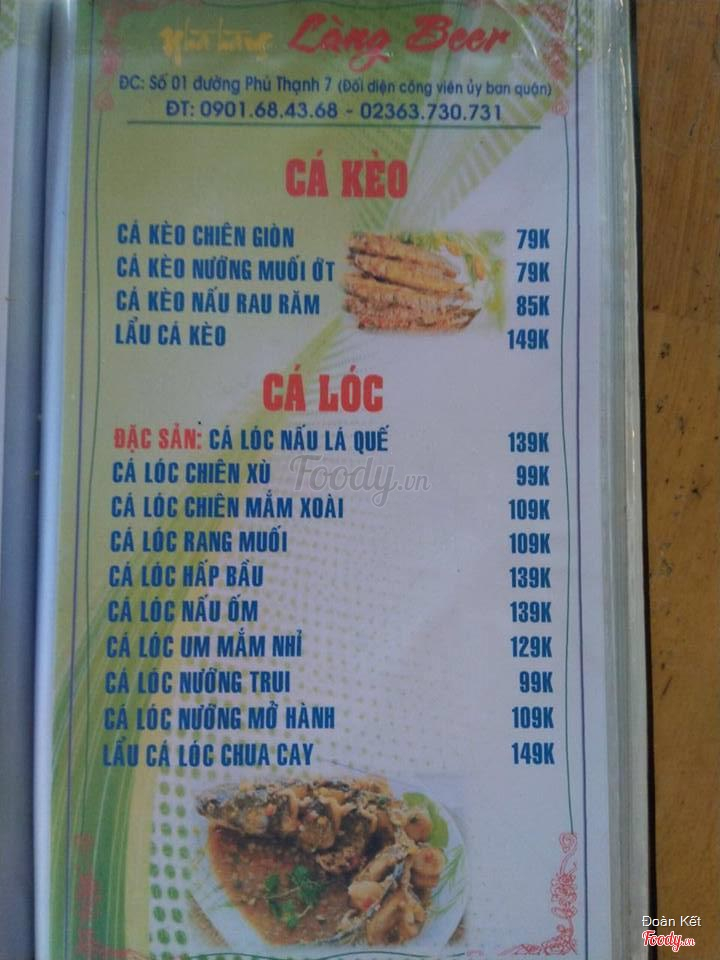 Nhà hàng Làng Beer
ĐC: Số 01 đường Phú Thạnh 7 (Đối diện công viên ủy ban quận)
ĐT: 0901.68.43.68 - 02363.730.731
CÁ KÈO
CÁ KÈO CHIÊN GIÒN 79K
CÁ KÈO NƯỚNG MUỐI ỚT 79K
CÁ KÈO NẤU RAU RĂM 85K
LẨU CÁ KÈO 149K
CÁ LÓC
ĐẶC SẢN: CÁ LÓC NẤU LÁ QUẾ 139K
CÁ LÓC CHIÊN XÙ 99K
Foody.vn
CÁ LÓC CHIÊN MẮM XOÀI 109K
CÁ LÓC RANG MUỐI 109K
CÁ LÓC HẤP BẦU 139K
CÁ LÓC NẤU ỐM 139K
CÁ LÓC UM MẮM NHỈ 129K
CÁ LÓC NƯỚNG TRUI 99K
CÁ LÓC NƯỚNG MỞ HÀNH 109K
LẨU CÁ LÓC CHUA CAY 149K
Đoàn Kết
Foody.vn